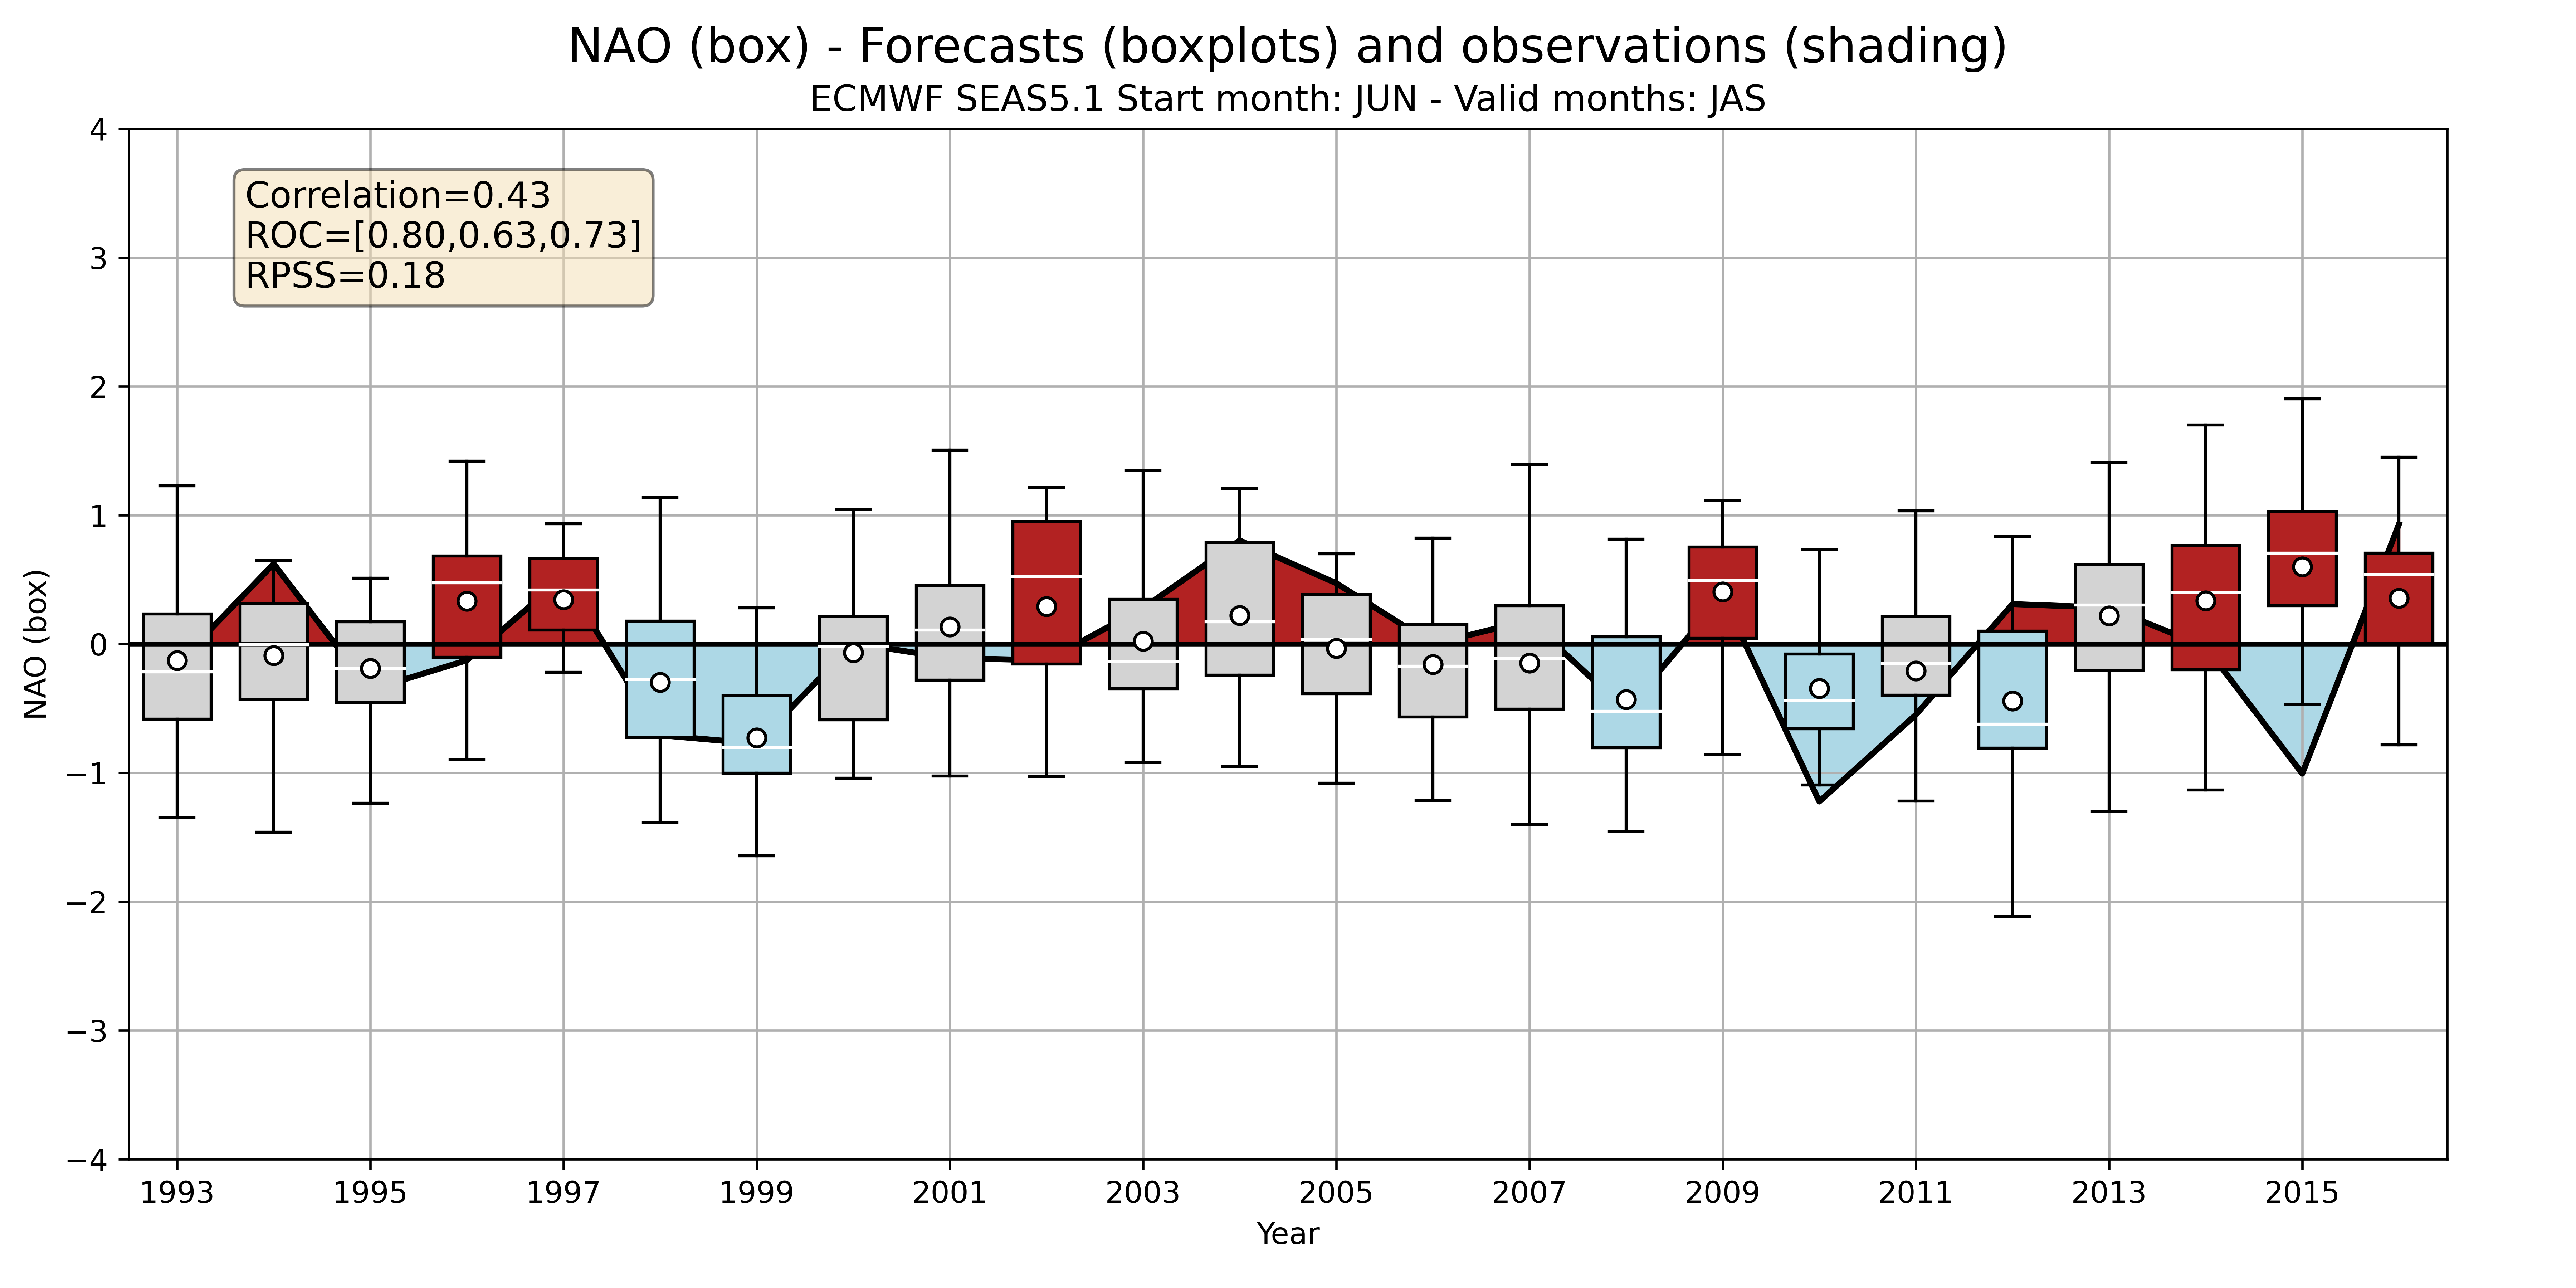 NAO (box) - Forecasts (boxplots) and observations (shading)
ECMWF SEAS5.1 Start month: JUN - Valid months: JAS
Correlation=0.43
ROC=[0.80,0.63,0.73]
RPSS=0.18
NAO (box)
4
3
2
1
0
−1
−2
−3
−4
1993 1995 1997 1999 2001 2003 2005 2007 2009 2011 2013 2015
Year